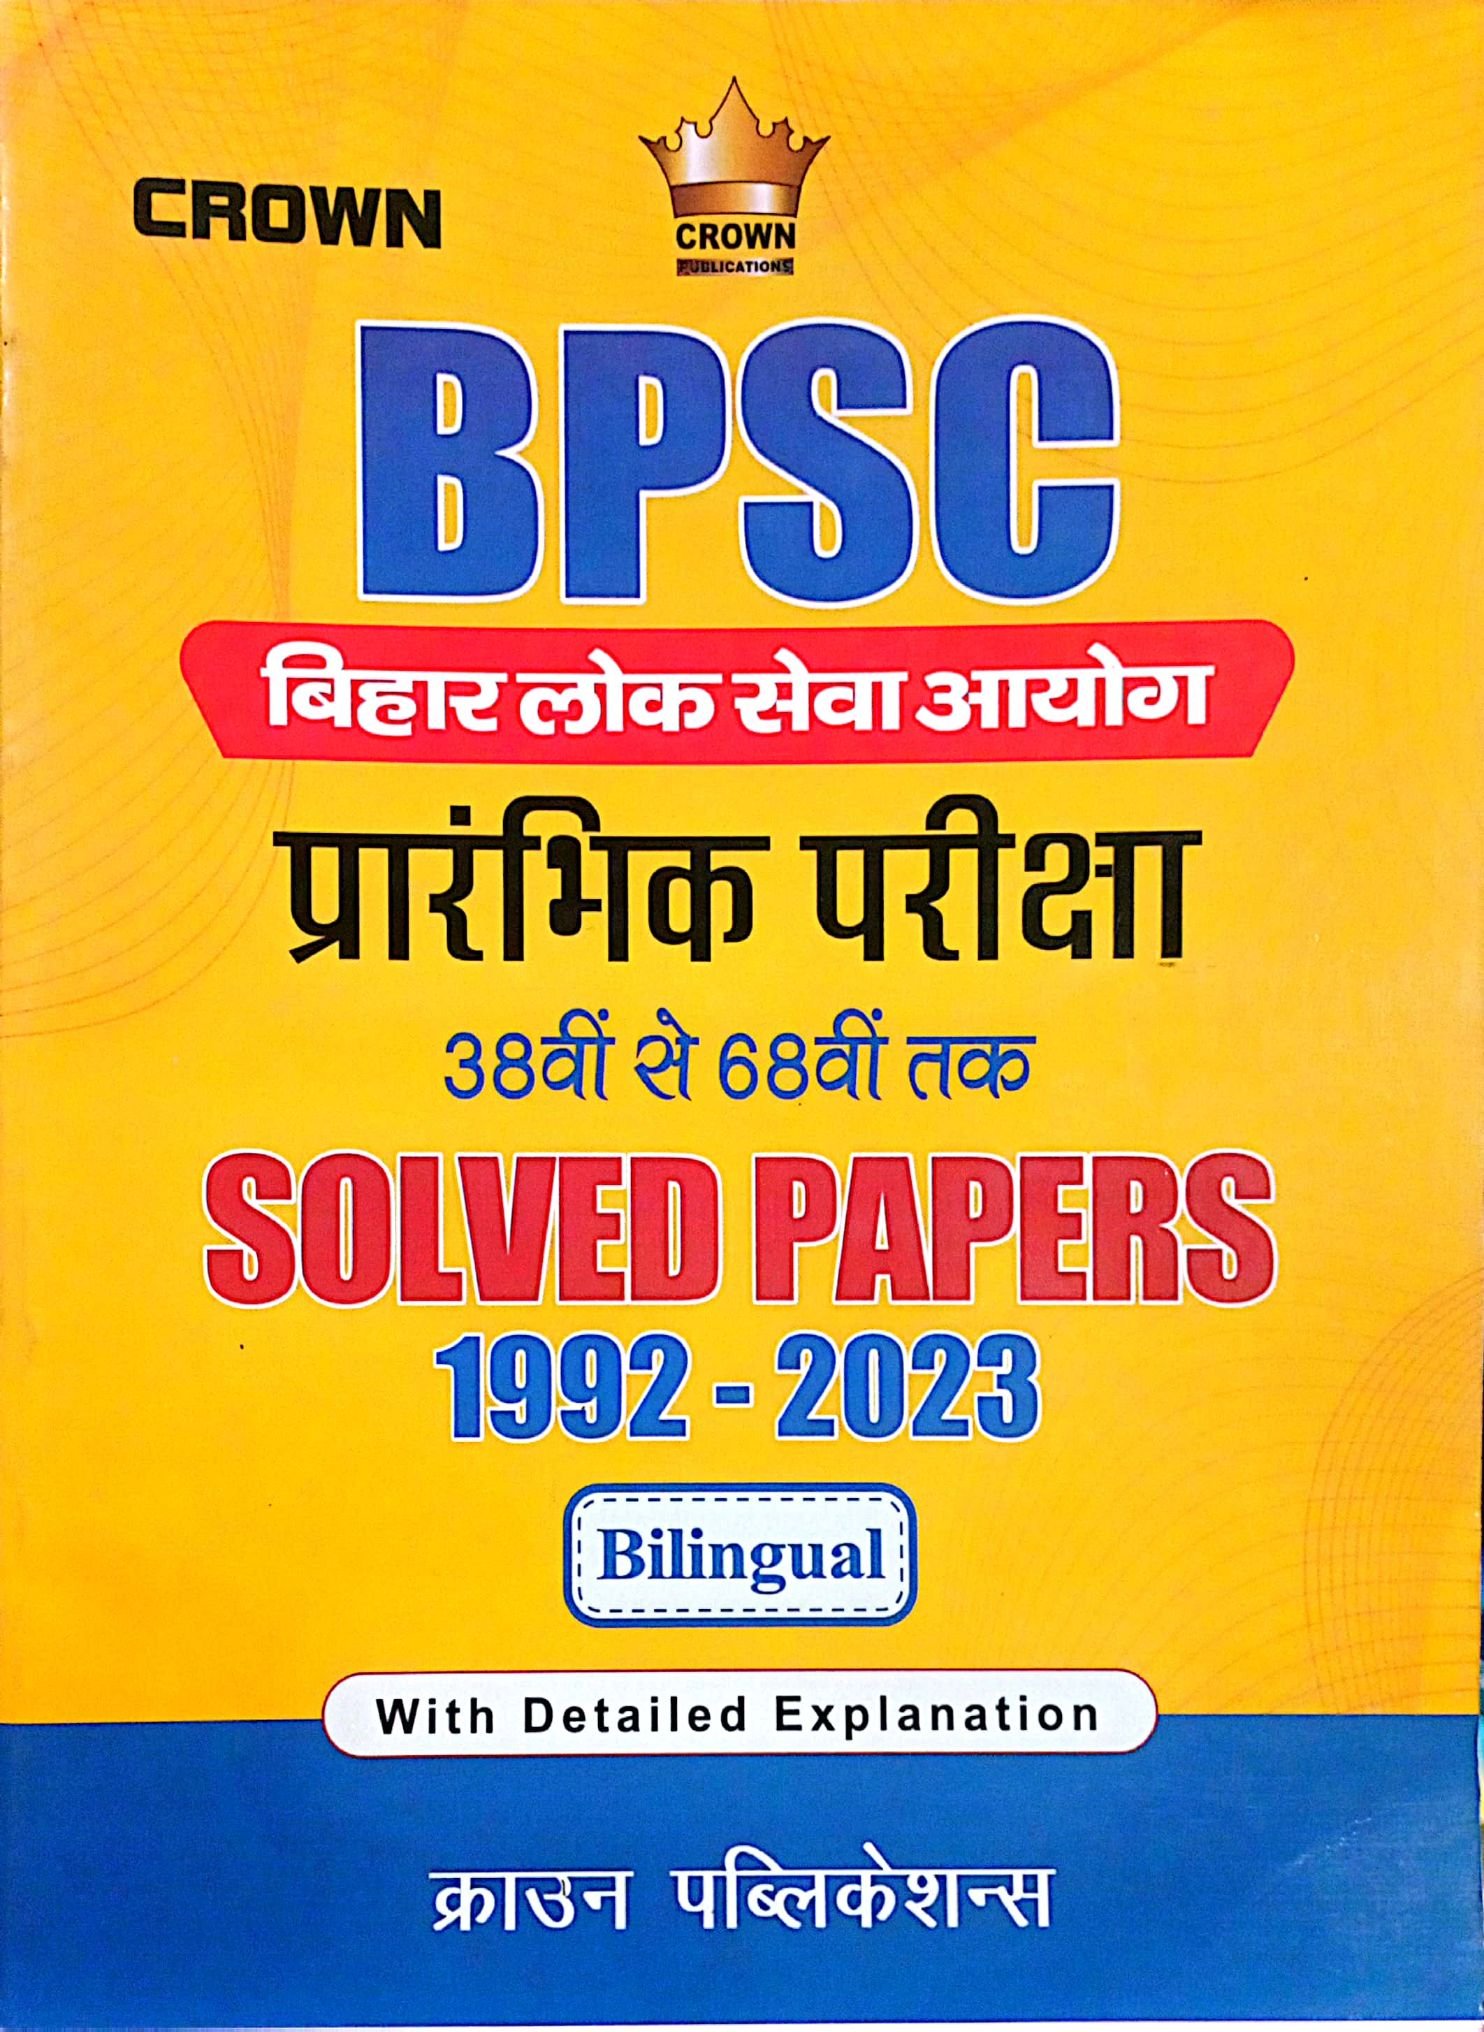 CROWN
CROWN
PUBLICATIONS
BPSC
बिहार लोक सेवा आयोग
प्रारंभिक परीक्षा
38वीं से 68वीं तक
SOLVED PAPERS
1992 - 2023
Bilingual
With Detailed Explanation
क्राउन पब्लिकेशन्स